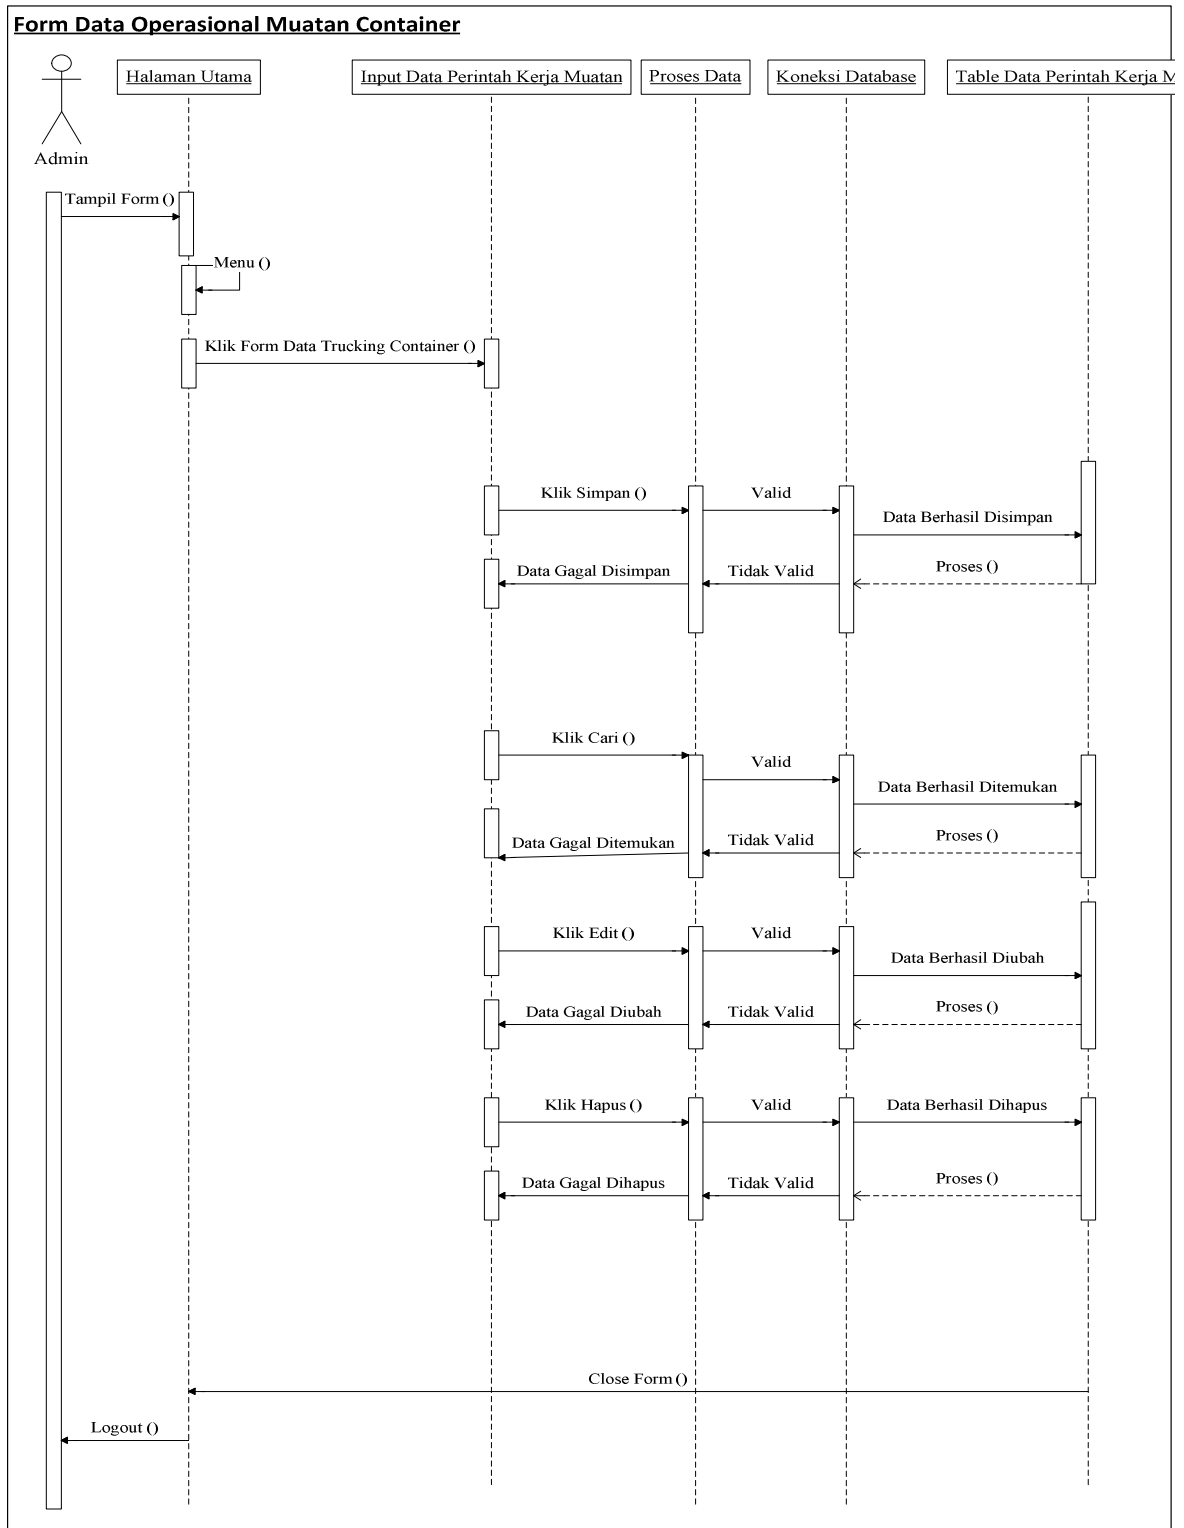 Form Data Operasional Muatan Container
Halaman Utama
Input Data Perintah Kerja Muatan
Proses Data
Koneksi Database
Table Data Perintah Kerja M
Admin
Tampil Form ()
Menu ()
Klik Form Data Trucking Container ()
Klik Simpan ()
Valid
Data Berhasil Disimpan
Data Gagal Disimpan
Tidak Valid
Proses ()
Klik Cari ()
Valid
Data Berhasil Ditemukan
Data Gagal Ditemukan
Tidak Valid
Proses ()
Klik Edit ()
Valid
Data Berhasil Diubah
Data Gagal Diubah
Tidak Valid
Proses ()
Klik Hapus ()
Valid
Data Berhasil Dihapus
Data Gagal Dihapus
Tidak Valid
Proses ()
Close Form ()
Logout ()